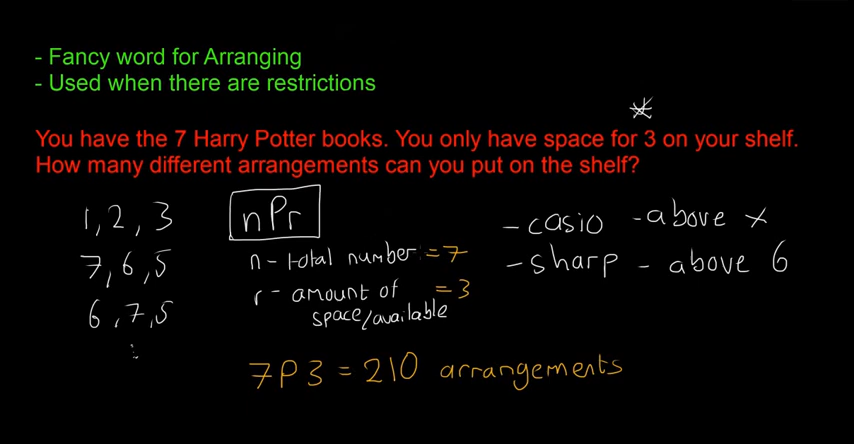 - Fancy word for Arranging
- Used when there are restrictions
You have the 7 Harry Potter books. You only have space for 3 on your shelf.
How many different arrangements can you put on the shelf?
1, 2, 3
7, 6, 5
6, 7, 5
nPr
n - total number = 7
r - amount of = 3
space/available
- casio - above x
- sharp - above 6
7P3 = 210 arrangements